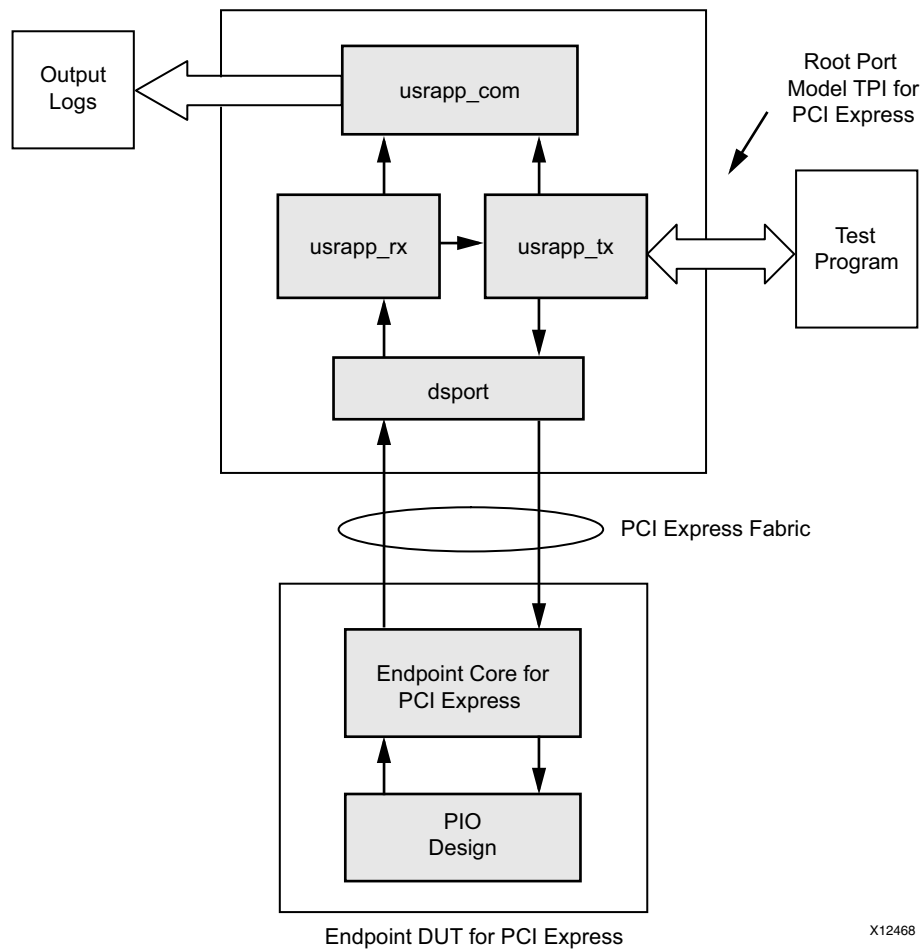 Output
Logs
usrapp_com
Root Port
Model TPI for
PCI Express
usrapp_rx
usrapp_tx
Test
Program
dsport
PCI Express Fabric
Endpoint Core for
PCI Express
PIO
Design
Endpoint DUT for PCI Express
X12468